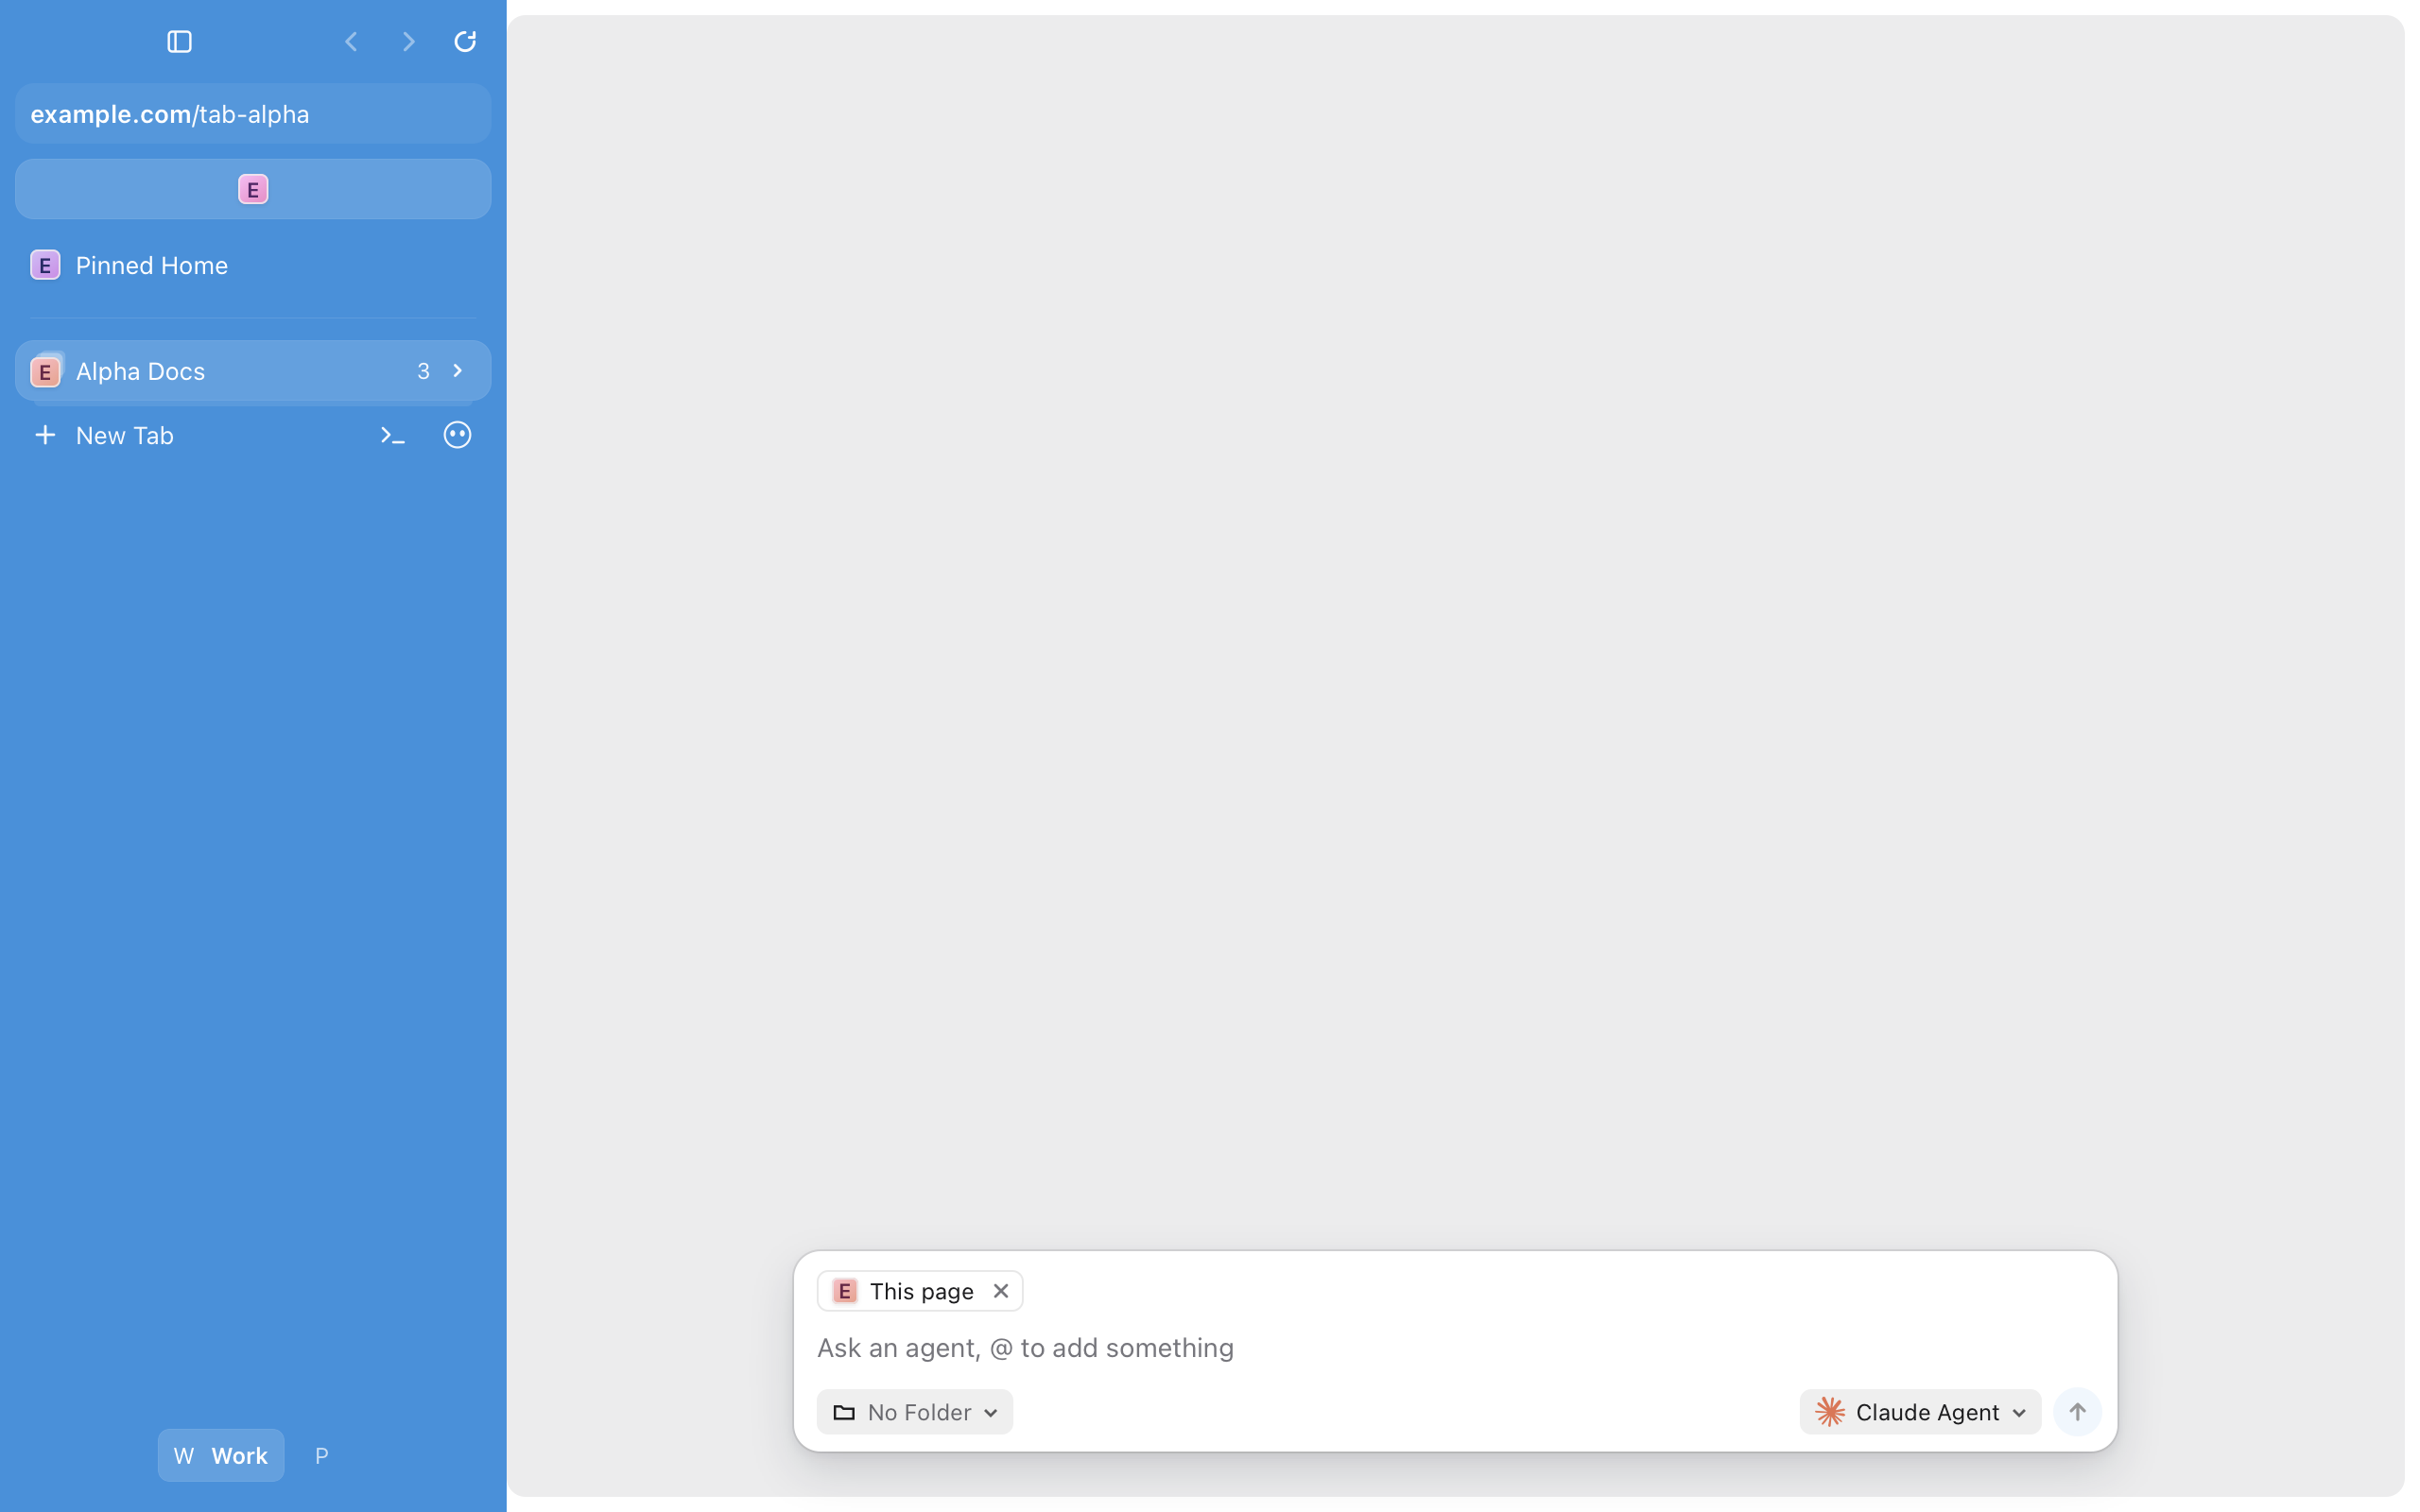 example.com/tab-alpha
E
E Pinned Home
E Alpha Docs 3
New Tab
W Work P
E This page
Ask an agent, @ to add something
No Folder
Claude Agent